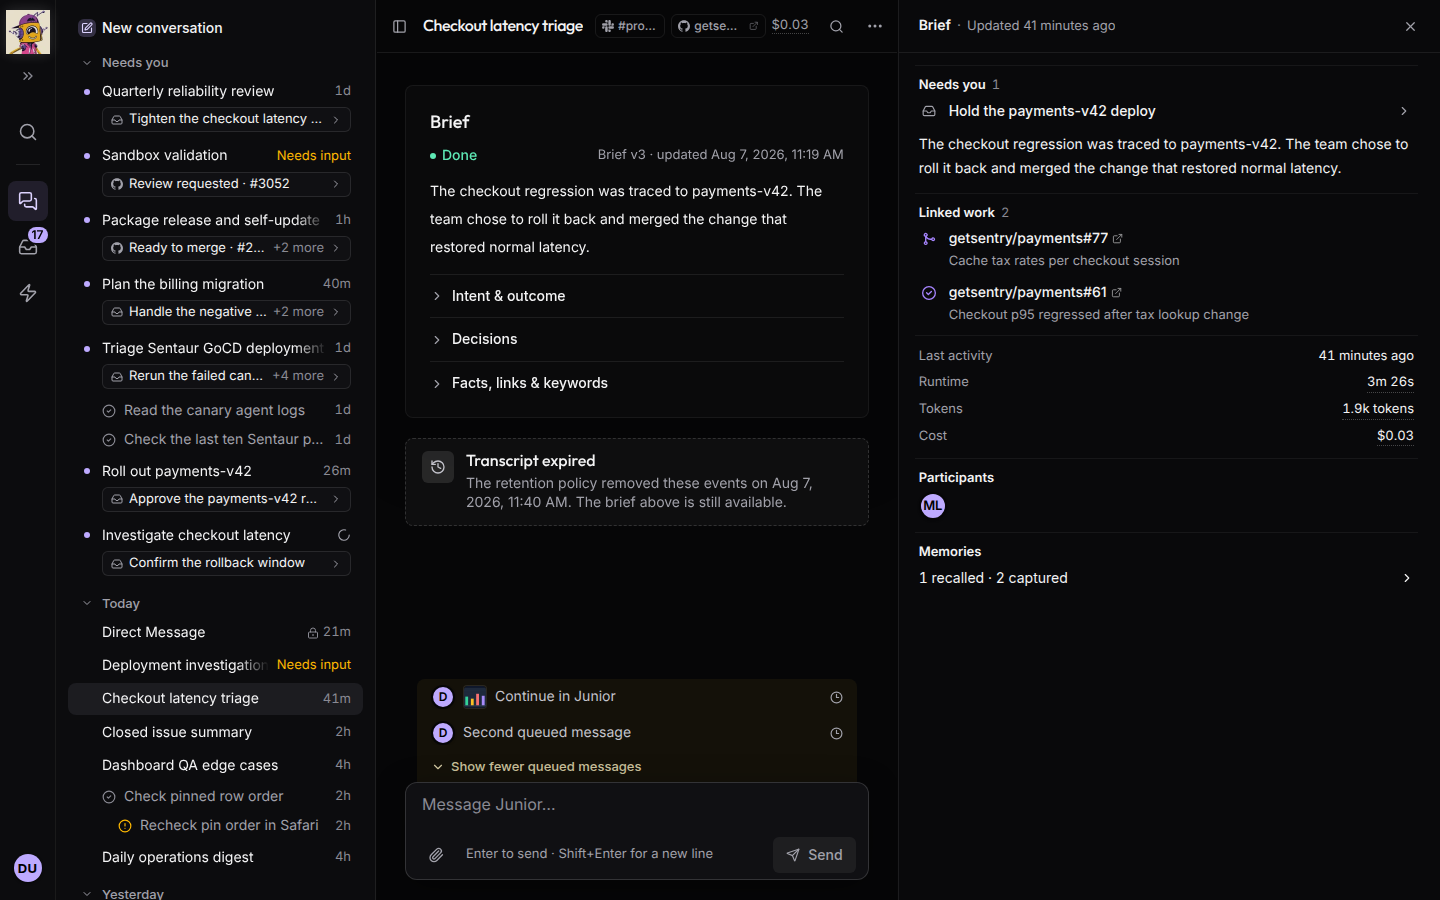 New conversation
Needs you
Quarterly reliability review 1d
Tighten the checkout latency ...
Sandbox validation Needs input
Review requested · #3052
Package release and self-update 1h
Ready to merge · #2... +2 more
Plan the billing migration 40m
Handle the negative ... +2 more
Triage Sentaur GoCD deployment 1d
Rerun the failed can... +4 more
Read the canary agent logs 1d
Check the last ten Sentaur p... 1d
Roll out payments-v42 26m
Approve the payments-v42 r...
Investigate checkout latency
Confirm the rollback window
Today
Direct Message 21m
Deployment investigation Needs input
Checkout latency triage 41m
Closed issue summary 2h
Dashboard QA edge cases 4h
Check pinned row order 2h
Recheck pin order in Safari 2h
Daily operations digest 4h
Yesterday
17
DU
Checkout latency triage #pro... getse... $0.03
Brief
Done Brief v3 · updated Aug 7, 2026, 11:19 AM
The checkout regression was traced to payments-v42. The
team chose to roll it back and merged the change that
restored normal latency.
Intent & outcome
Decisions
Facts, links & keywords
Transcript expired
The retention policy removed these events on Aug 7,
2026, 11:40 AM. The brief above is still available.
D Continue in Junior
D Second queued message
Show fewer queued messages
Message Junior...
Enter to send · Shift+Enter for a new line Send
Brief · Updated 41 minutes ago
Needs you 1
Hold the payments-v42 deploy
The checkout regression was traced to payments-v42. The team chose to
roll it back and merged the change that restored normal latency.
Linked work 2
getsentry/payments#77
Cache tax rates per checkout session
getsentry/payments#61
Checkout p95 regressed after tax lookup change
Last activity 41 minutes ago
Runtime 3m 26s
Tokens 1.9k tokens
Cost $0.03
Participants
ML
Memories
1 recalled · 2 captured